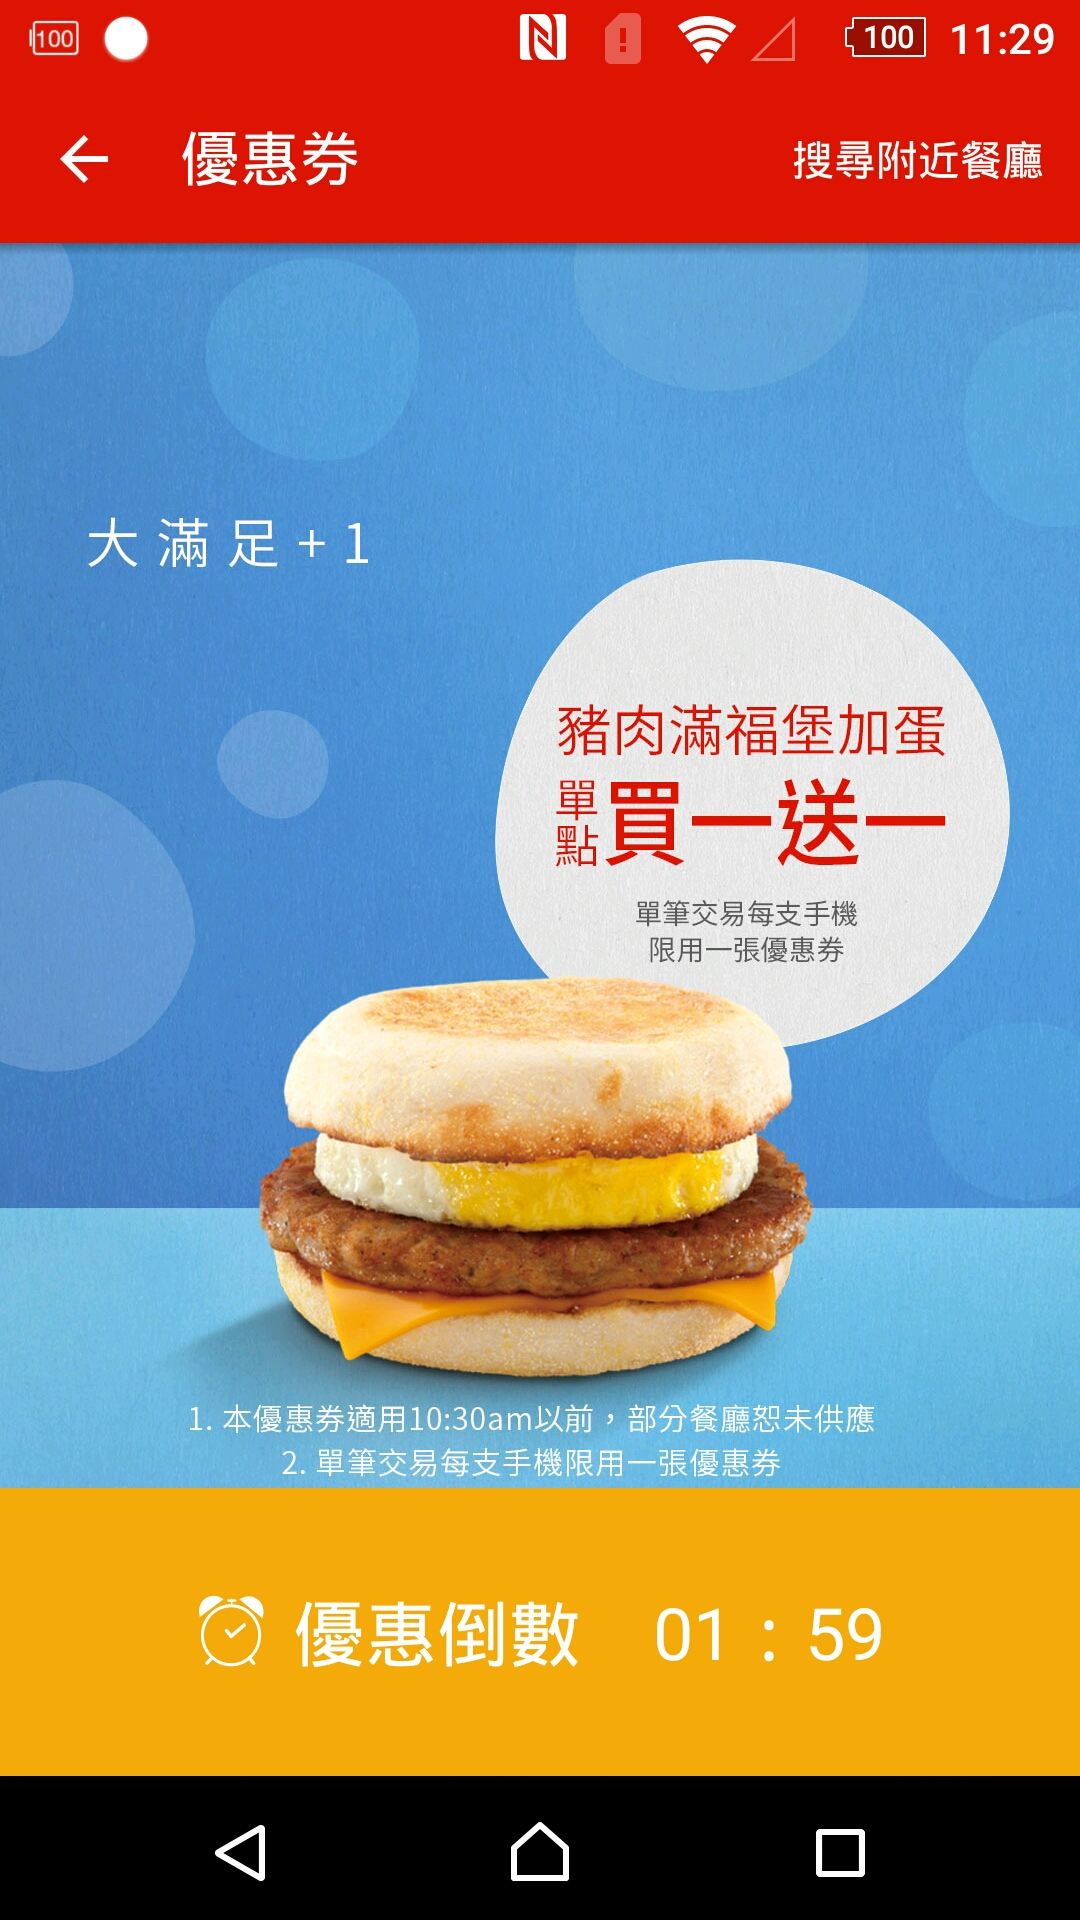 100
100
11:29
優惠券
搜尋附近餐廳
大滿足+1
豬肉滿福堡加蛋
單點買一送一
單筆交易每支手機
限用一張優惠券
1. 本優惠券適用10:30am以前，部分餐廳恕未供應
2. 單筆交易每支手機限用一張優惠券
優惠倒數 01 : 59